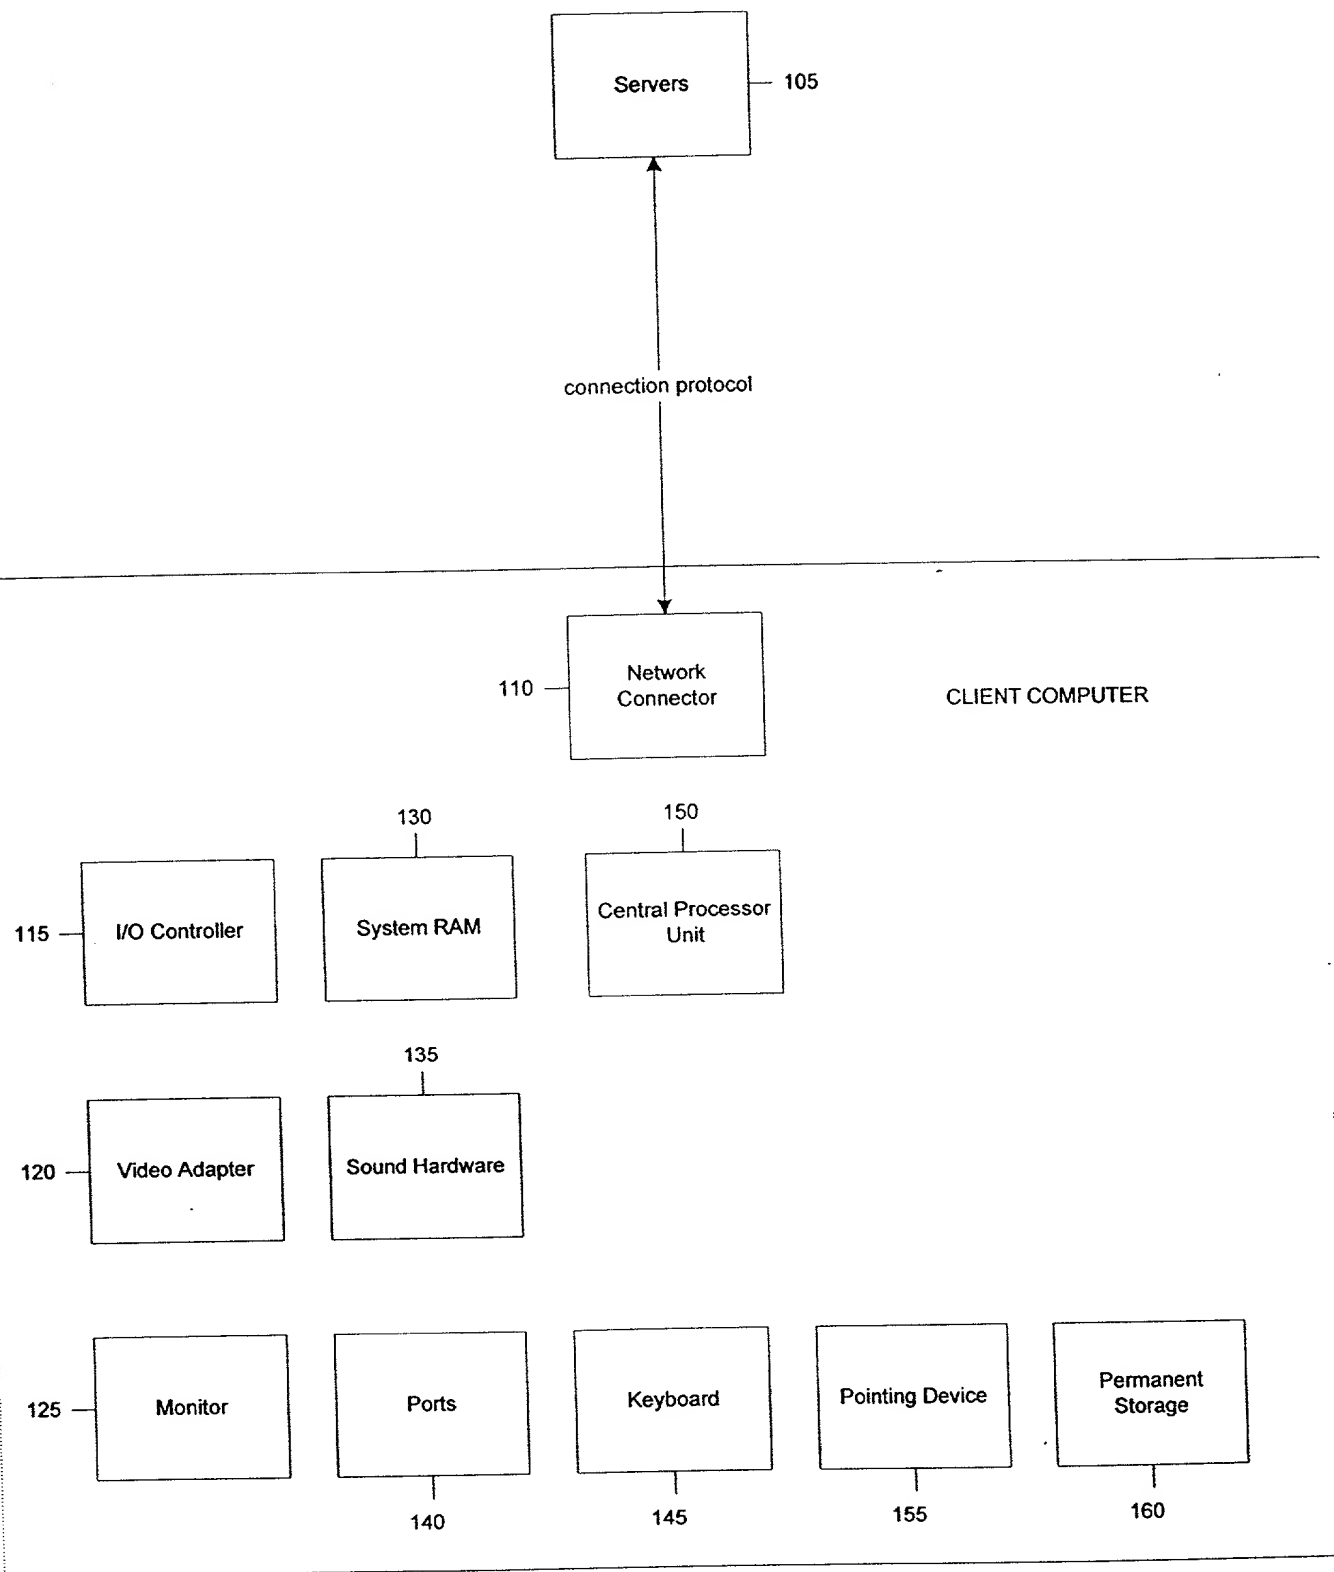 Servers
105
connection protocol
Network
Connector
110
CLIENT COMPUTER
130
150
115
I/O Controller
System RAM
Central Processor
Unit
135
120
Video Adapter
Sound Hardware
125
Monitor
Ports
Keyboard
Pointing Device
Permanent
Storage
140
145
155
160